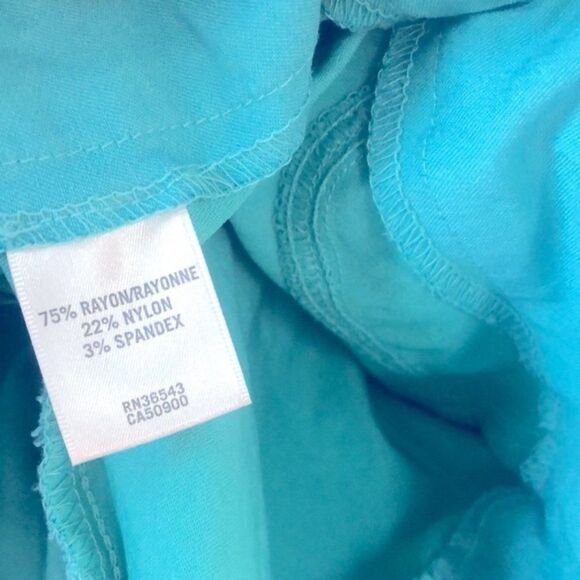 75% RAYON/RAYONNE
22% NYLON
3% SPANDEX
RN36543
CA50900